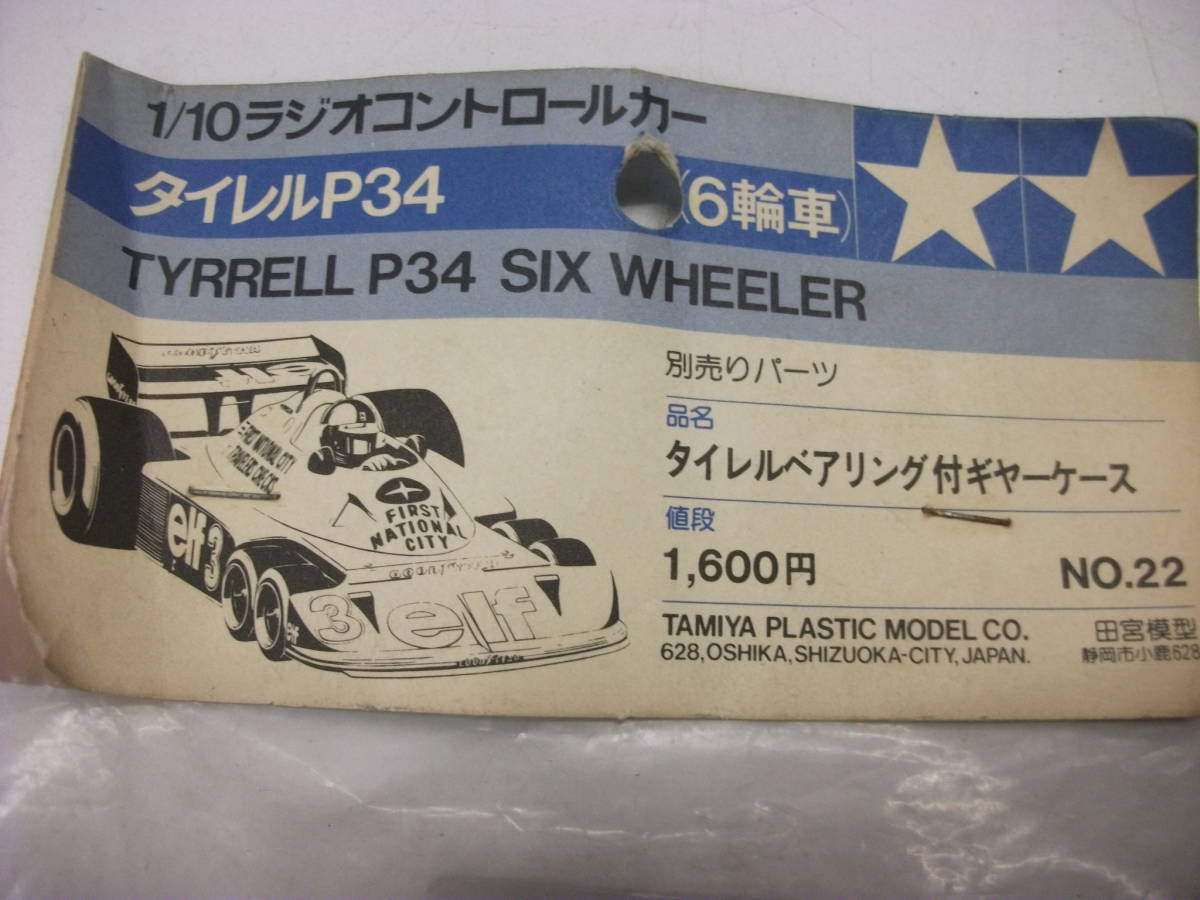 1/10ラジオコントロールカー
タイレルP34 (6輪車)
TYRRELL P34 SIX WHEELER
別売りパーツ
品名
タイレルベアリング付ギヤーケース
値段
1,600円 NO.22
TAMIYA PLASTIC MODEL CO. 田宮模型
628, OSHIKA, SHIZUOKA-CITY, JAPAN. 静岡市小鹿628
FIRST NATIONAL CITY
FIRST
NATIONAL
CITY
elf 3
3 elf